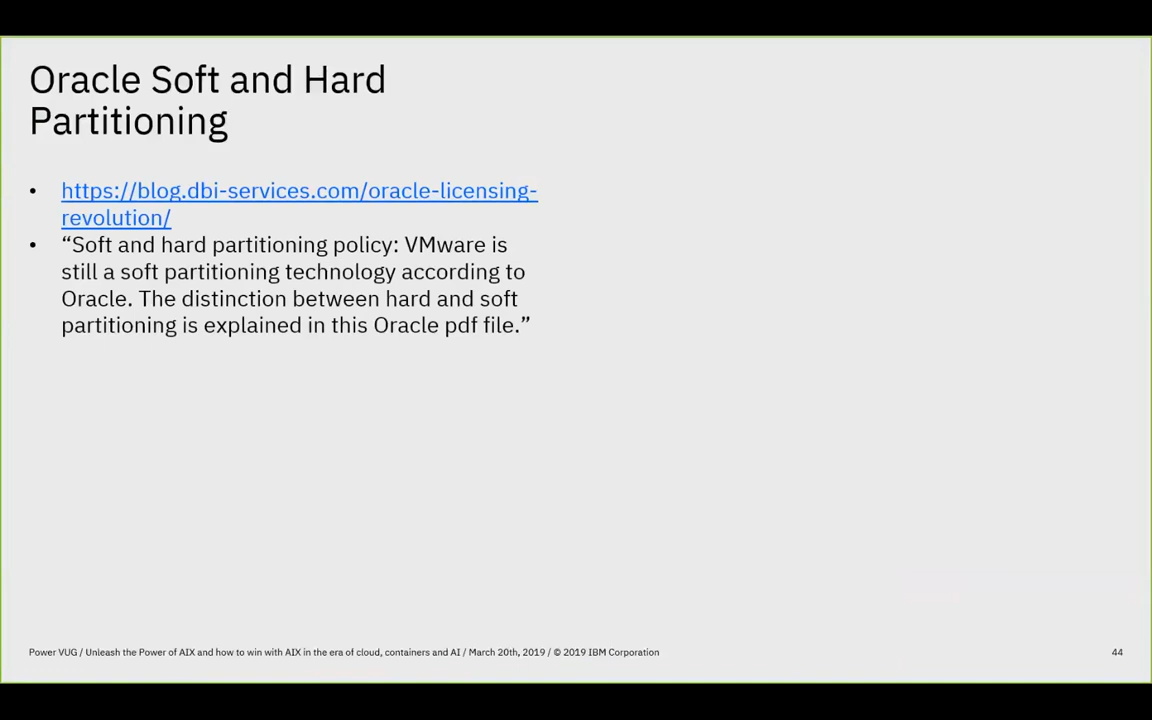 Oracle Soft and Hard
Partitioning
• https://blog.dbi-services.com/oracle-licensing-
revolution/
• “Soft and hard partitioning policy: VMware is
still a soft partitioning technology according to
Oracle. The distinction between hard and soft
partitioning is explained in this Oracle pdf file.”
Power VUG / Unleash the Power of AIX and how to win with AIX in the era of cloud, containers and AI / March 20th, 2019 / © 2019 IBM Corporation
44